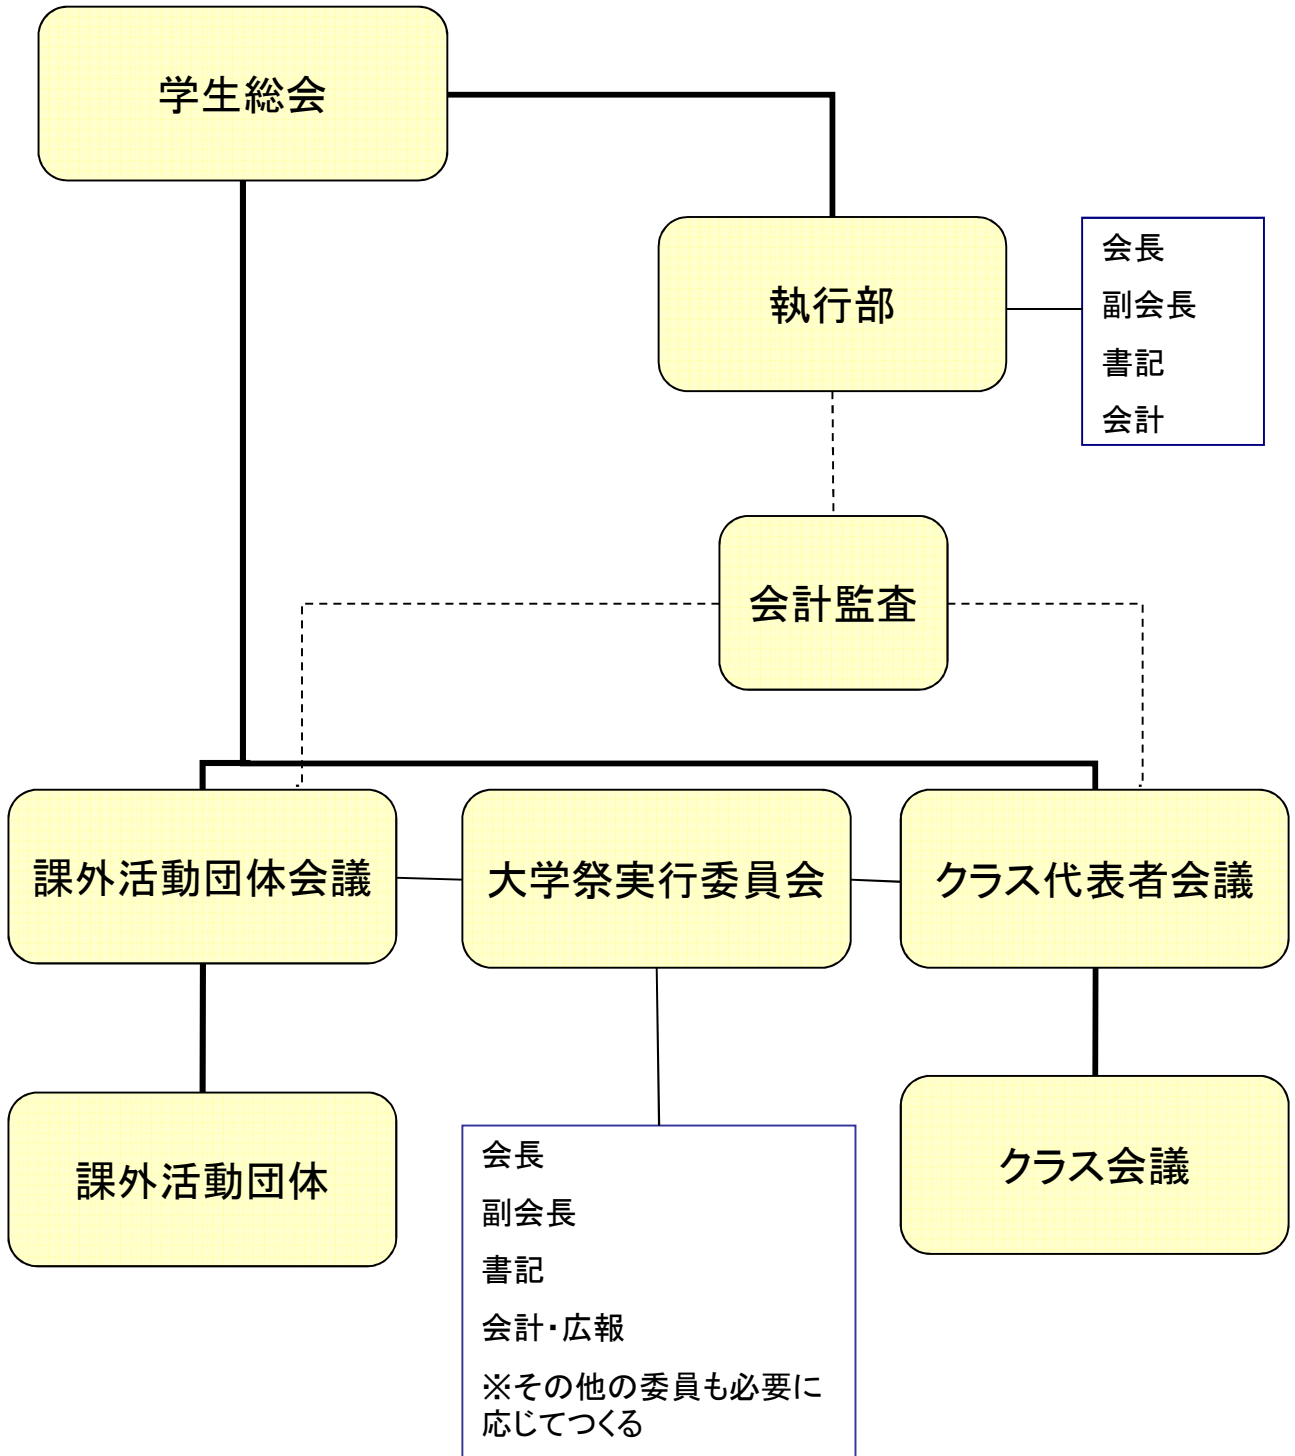 学生総会
執行部
会長
副会長
書記
会計
会計監査
課外活動団体会議
大学祭実行委員会
クラス代表者会議
課外活動団体
クラス会議
会長
副会長
書記
会計・広報
※その他の委員も必要に
応じてつくる